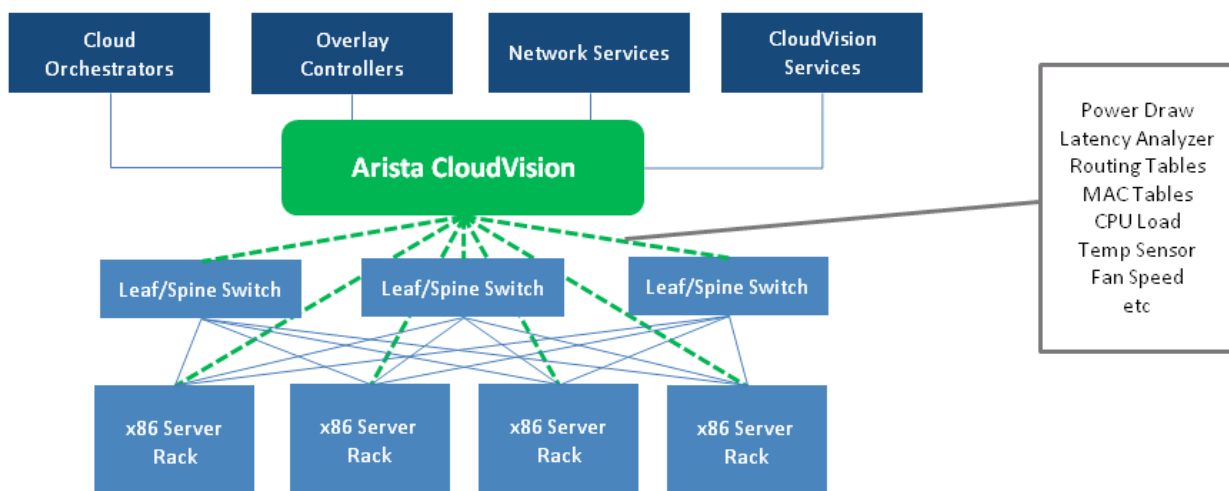 Cloud
Orchestrators
Overlay
Controllers
Network Services
CloudVision
Services
Arista CloudVision
Power Draw
Latency Analyzer
Routing Tables
MAC Tables
CPU Load
Temp Sensor
Fan Speed
etc
Leaf/Spine Switch
Leaf/Spine Switch
Leaf/Spine Switch
x86 Server
Rack
x86 Server
Rack
x86 Server
Rack
x86 Server
Rack